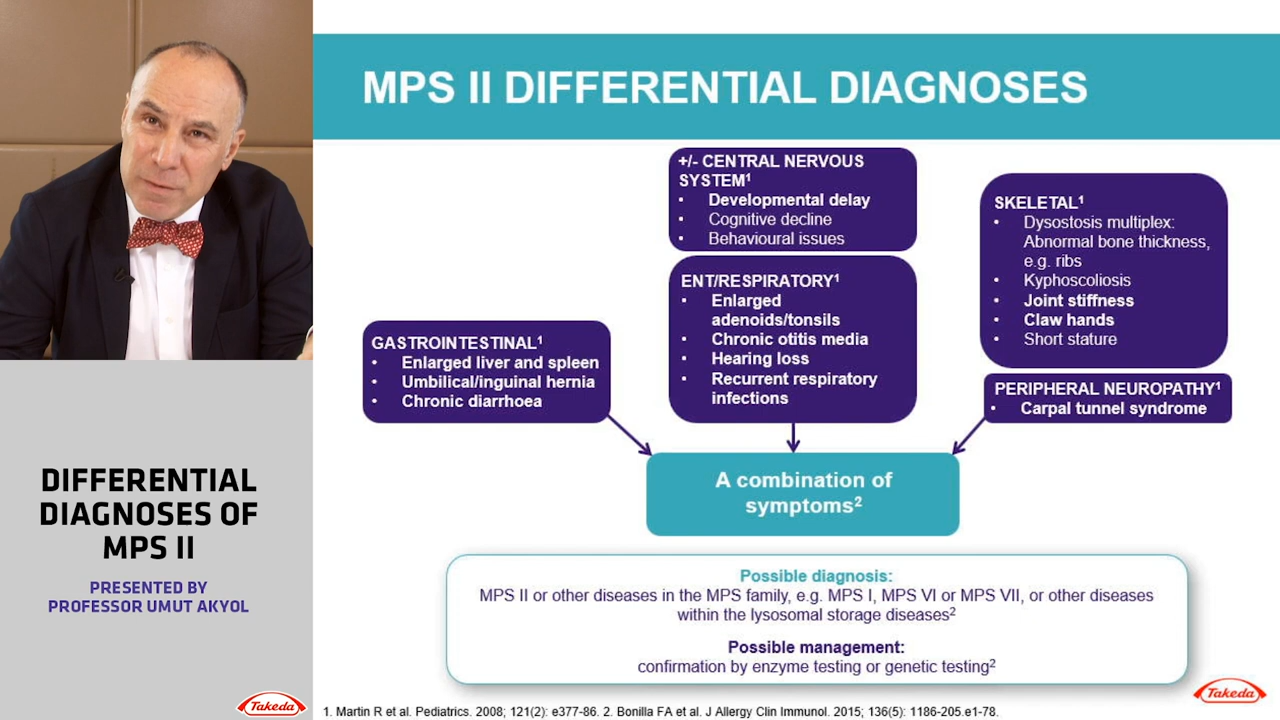 MPS II DIFFERENTIAL DIAGNOSES
+/- CENTRAL NERVOUS
SYSTEM¹
• Developmental delay
• Cognitive decline
• Behavioural issues
SKELETAL¹
• Dysostosis multiplex:
Abnormal bone thickness,
e.g. ribs
• Kyphoscoliosis
• Joint stiffness
• Claw hands
• Short stature
ENT/RESPIRATORY¹
• Enlarged
adenoids/tonsils
• Chronic otitis media
• Hearing loss
• Recurrent respiratory
infections
GASTROINTESTINAL¹
• Enlarged liver and spleen
• Umbilical/inguinal hernia
• Chronic diarrhoea
PERIPHERAL NEUROPATHY¹
• Carpal tunnel syndrome
A combination of
symptoms²
Possible diagnosis:
MPS II or other diseases in the MPS family, e.g. MPS I, MPS VI or MPS VII, or other diseases
within the lysosomal storage diseases²
Possible management:
confirmation by enzyme testing or genetic testing²
Takeda
1. Martin R et al. Pediatrics. 2008; 121(2): e377-86. 2. Bonilla FA et al. J Allergy Clin Immunol. 2015; 136(5): 1186-205.e1-78.
DIFFERENTIAL
DIAGNOSES OF
MPS II
PRESENTED BY
PROFESSOR UMUT AKYOL
Takeda